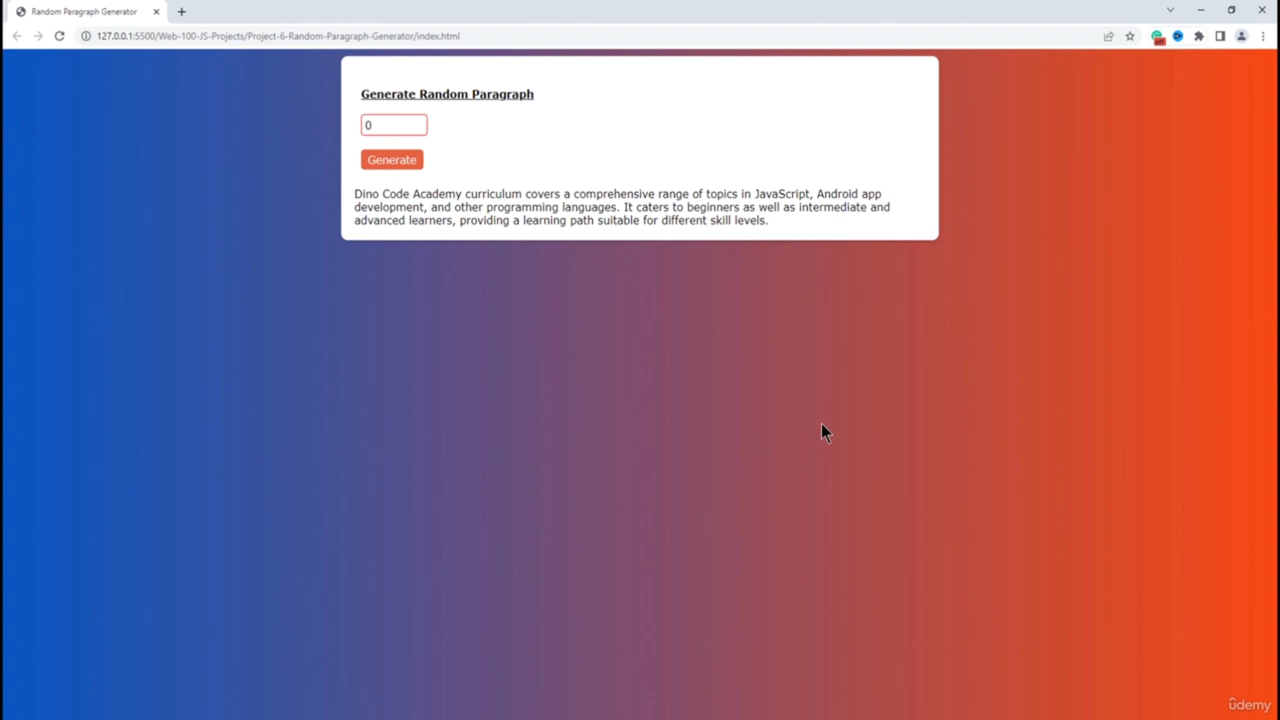 Random Paragraph Generator
127.0.0.1:5500/Web-100-JS-Projects/Project-6-Random-Paragraph-Generator/index.html
Generate Random Paragraph
0
Generate
Dino Code Academy curriculum covers a comprehensive range of topics in JavaScript, Android app
development, and other programming languages. It caters to beginners as well as intermediate and
advanced learners, providing a learning path suitable for different skill levels.
ûdemy